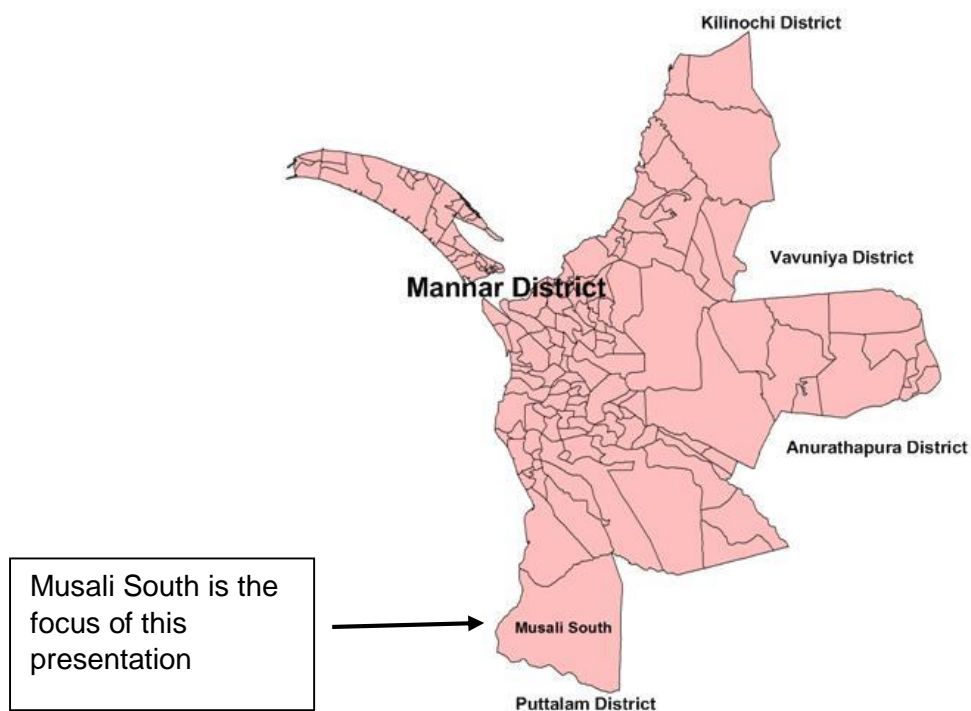 Kilinochi District
Vavuniya District
Mannar District
Anurathapura District
Musali South is the
focus of this
presentation
Musali South
Puttalam District